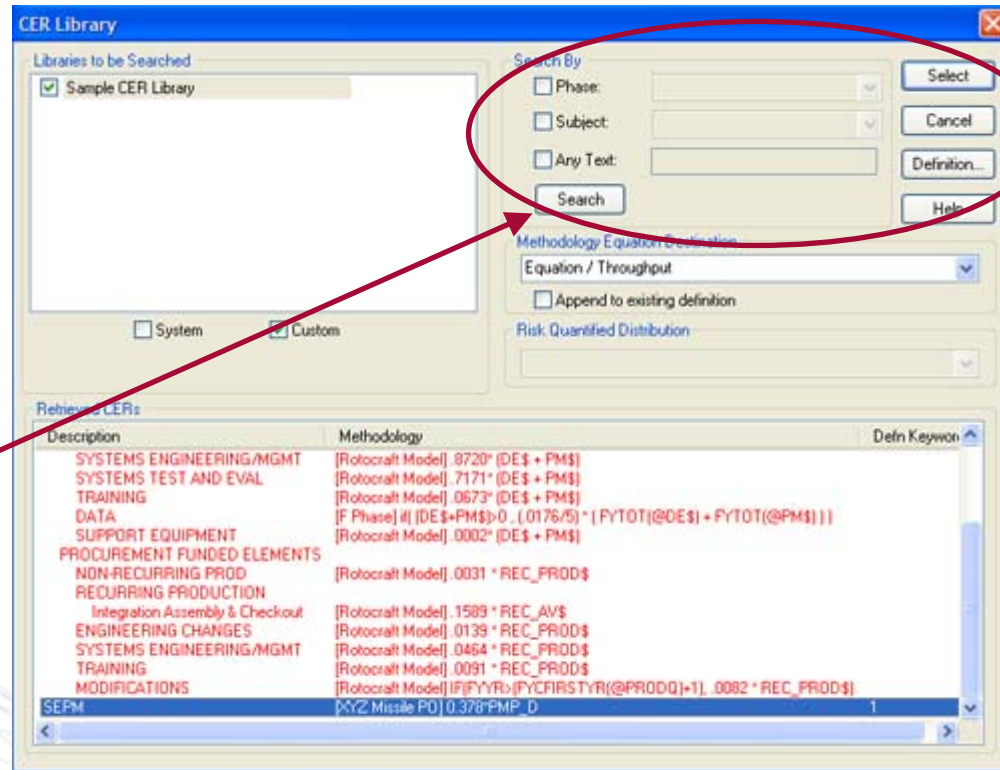 CER Library
Libraries to be Searched
Sample CER Library
System Custom
Search By
Phase:
Subject:
Any Text:
Search
Select
Cancel
Definition...
Help
Methodology Equation Destination
Equation / Throughput
Append to existing definition
Risk Quantified Distribution
Retrieved CERs
Description Methodology Defn Keywor
SYSTEMS ENGINEERING/MGMT [Rotocraft Model] .8720* (DE$ + PM$)
SYSTEMS TEST AND EVAL [Rotocraft Model] .7171* (DE$ + PM$)
TRAINING [Rotocraft Model] .0673* (DE$ + PM$)
DATA [F Phase] if( (DE$+PM$)>0 , (.0176/5) * ( FYTOT(@DE$) + FYTOT(@PM$) ) )
SUPPORT EQUIPMENT [Rotocraft Model] .0002* (DE$ + PM$)
PROCUREMENT FUNDED ELEMENTS
NON-RECURRING PROD [Rotocraft Model] .0031 * REC_PROD$
RECURRING PRODUCTION
Integration Assembly & Checkout [Rotocraft Model] .1589 * REC_AV$
ENGINEERING CHANGES [Rotocraft Model] .0139 * REC_PROD$
SYSTEMS ENGINEERING/MGMT [Rotocraft Model] .0464 * REC_PROD$
TRAINING [Rotocraft Model] .0091 * REC_PROD$
MODIFICATIONS [Rotocraft Model] IF(FYYR>(FYCFIRSTYR(@PRODQ)+1), .0082 * REC_PROD$)
SEPM [XYZ Missile PO] 0.378*PMP_D 1